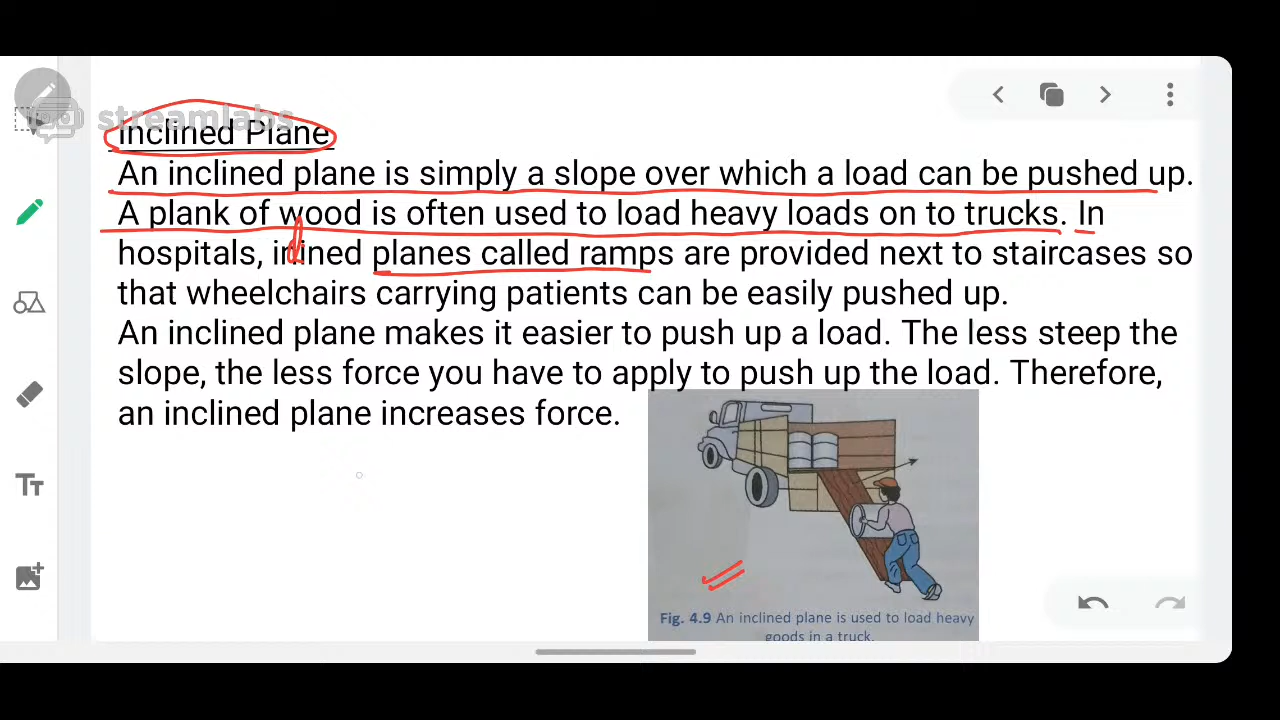 streamlabs
Inclined Plane
An inclined plane is simply a slope over which a load can be pushed up.
A plank of wood is often used to load heavy loads on to trucks. In
hospitals, inlined planes called ramps are provided next to staircases so
that wheelchairs carrying patients can be easily pushed up.
An inclined plane makes it easier to push up a load. The less steep the
slope, the less force you have to apply to push up the load. Therefore,
an inclined plane increases force.
Fig. 4.9 An inclined plane is used to load heavy
goods in a truck.
TT